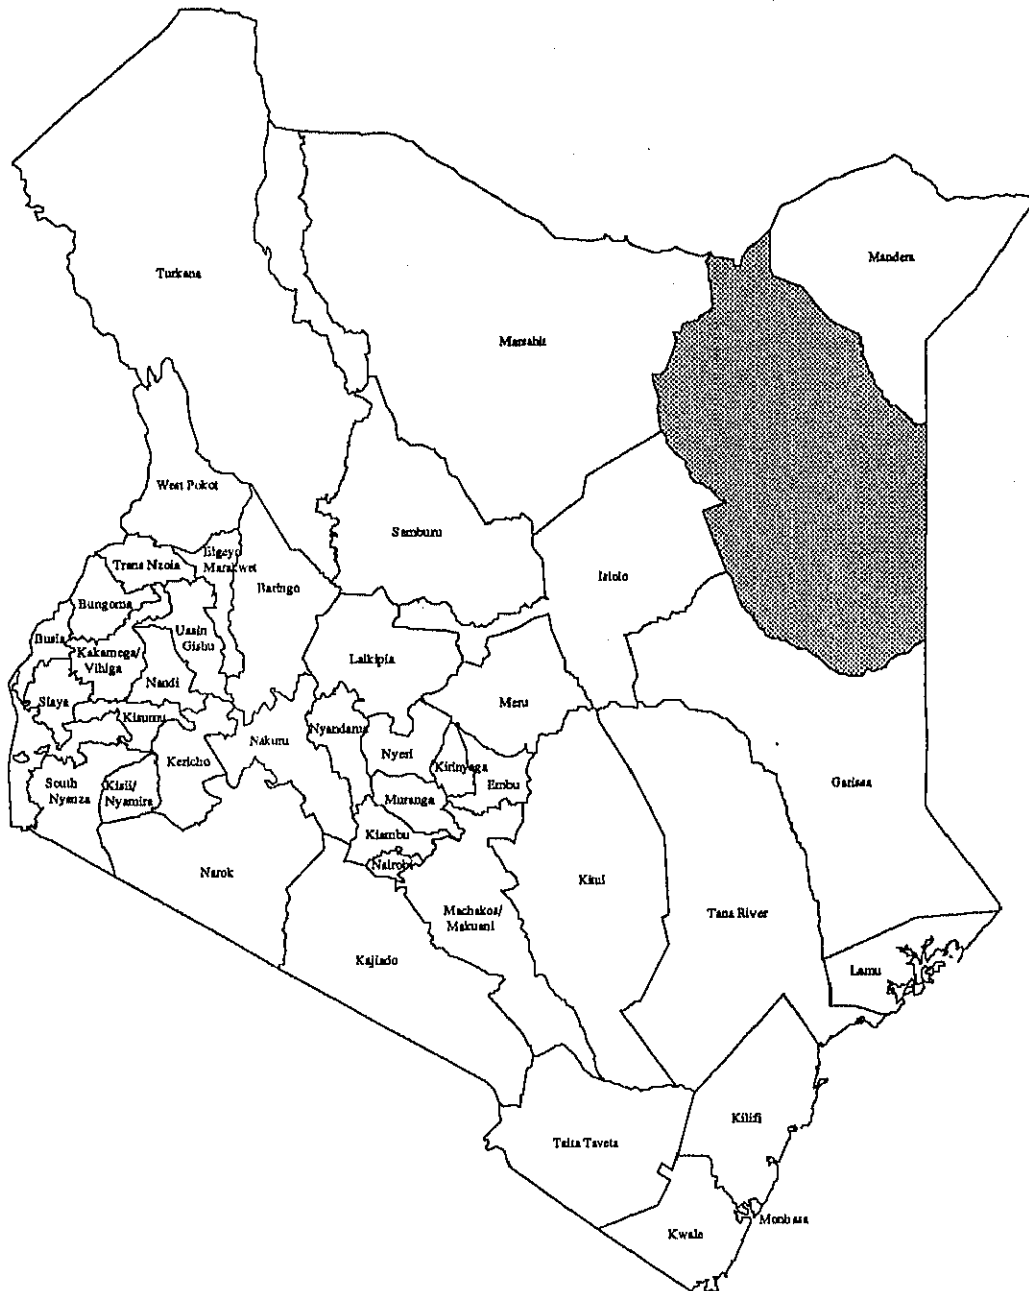 Mandera
Turkana
Marsabit
West Pokot
Samburu
Trans Nzoia
Elgeyo
Marakwet
Baringo
Isiolo
Bungoma
Busia
Uasin
Gishu
Kakamega/
Vihiga
Laikipia
Nandi
Siaya
Meru
Kisumu
Nyandarua
Nakuru
Nyeri
Kericho
Kirinyaga
South
Nyanza
Kisii/
Nyamira
Embu
Garissa
Muranga
Kiambu
Nairobi
Narok
Kitui
Machakos/
Makuani
Tana River
Kajiado
Lamu
Kilifi
Taita Taveta
Monbasa
Kwale